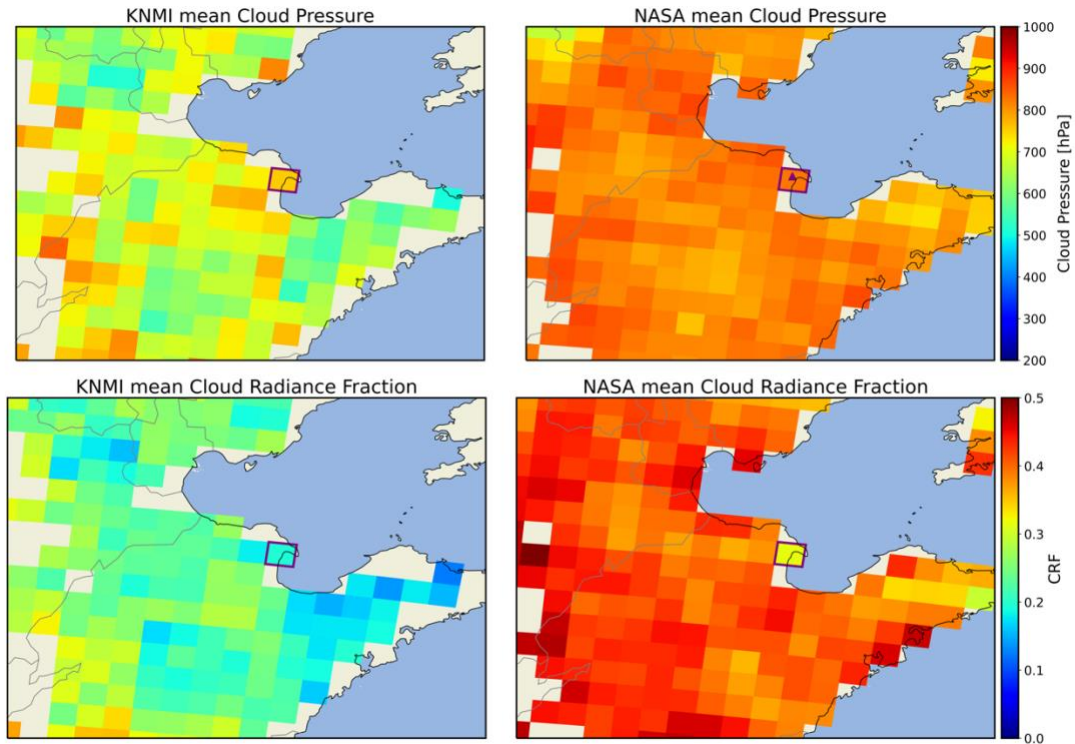 KNMI mean Cloud Pressure
NASA mean Cloud Pressure
1000
900
800
700
600
500
400
300
200
Cloud Pressure [hPa]
KNMI mean Cloud Radiance Fraction
NASA mean Cloud Radiance Fraction
0.5
0.4
0.3
0.2
0.1
0.0
CRF